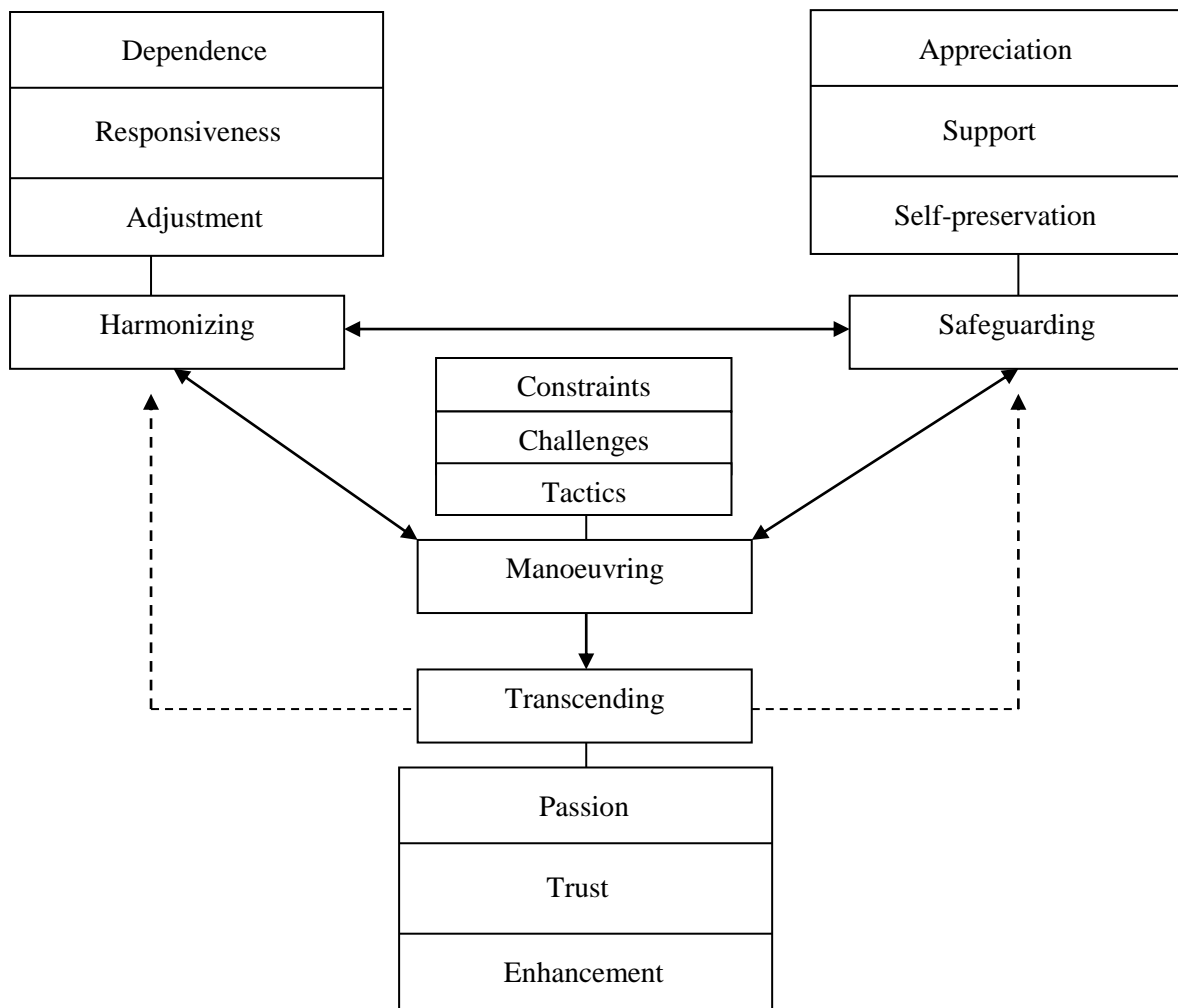 Dependence
Responsiveness
Adjustment
Harmonizing
Appreciation
Support
Self-preservation
Safeguarding
Constraints
Challenges
Tactics
Manoeuvring
Transcending
Passion
Trust
Enhancement